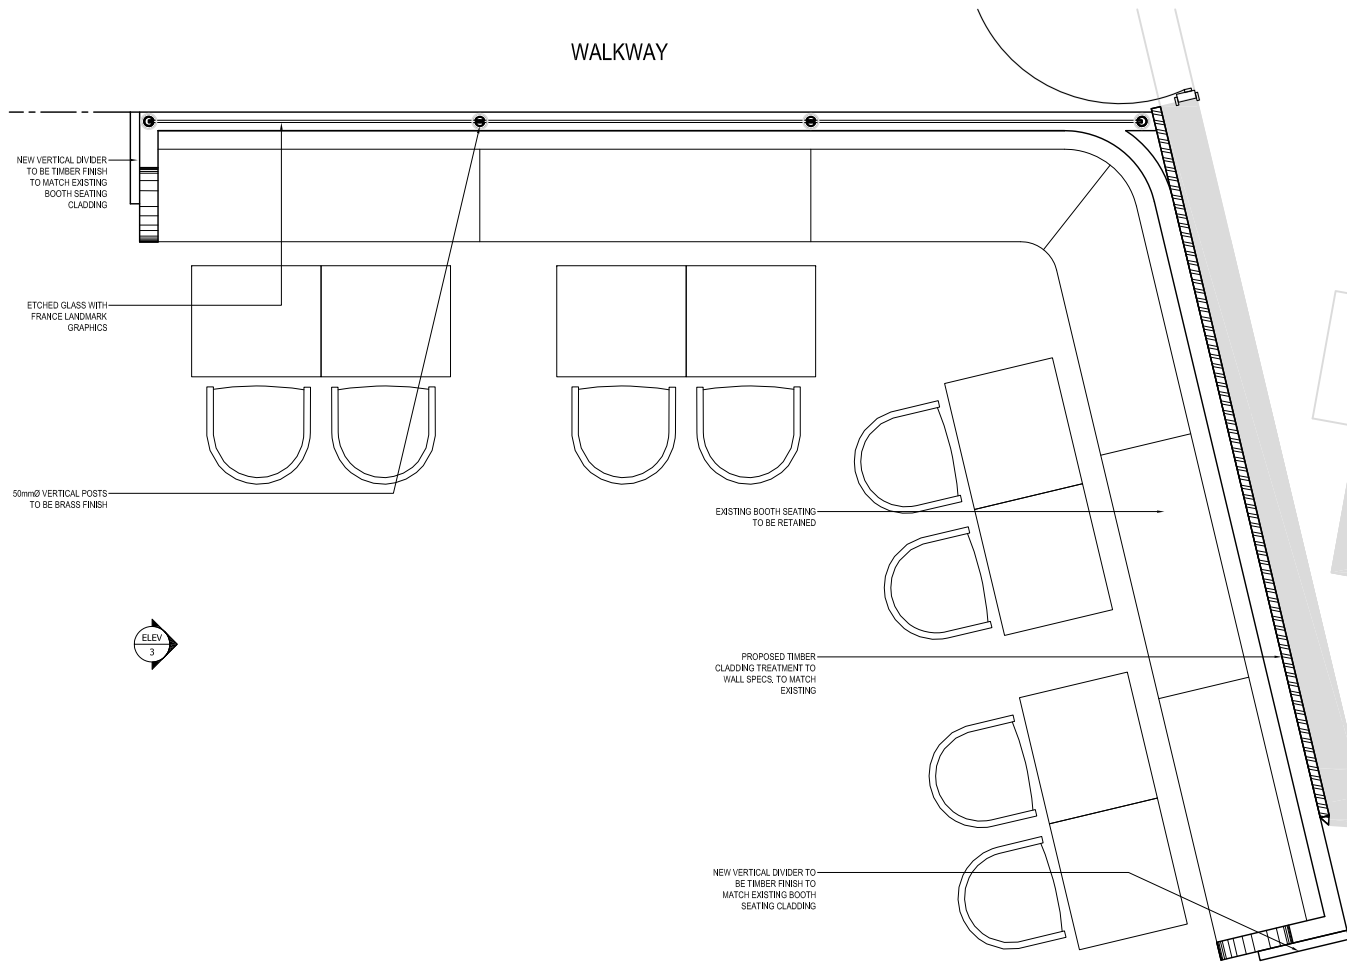 WALKWAY
NEW VERTICAL DIVIDER
TO BE TIMBER FINISH
TO MATCH EXISTING
BOOTH SEATING
CLADDING
ETCHED GLASS WITH
FRANCE LANDMARK
GRAPHICS
50mmØ VERTICAL POSTS
TO BE BRASS FINISH
EXISTING BOOTH SEATING
TO BE RETAINED
ELEV
3
PROPOSED TIMBER
CLADDING TREATMENT TO
WALL SPECS. TO MATCH
EXISTING
NEW VERTICAL DIVIDER TO
BE TIMBER FINISH TO
MATCH EXISTING BOOTH
SEATING CLADDING